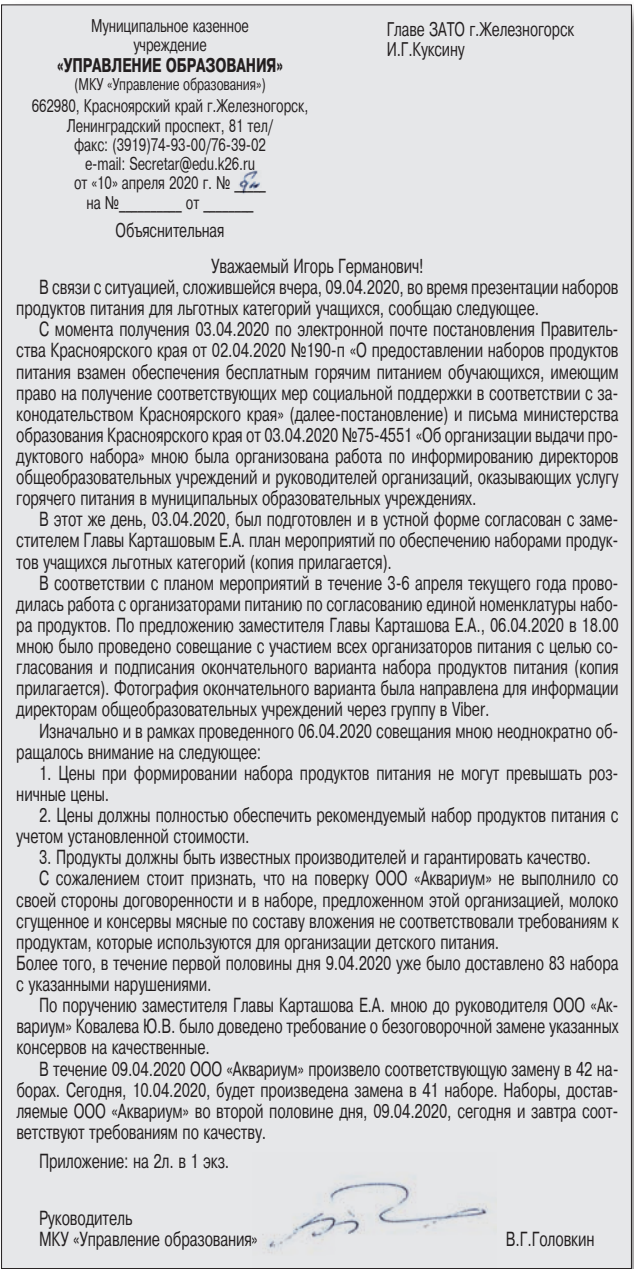 Муниципальное казенное
учреждение
«УПРАВЛЕНИЕ ОБРАЗОВАНИЯ»
(МКУ «Управление образования»)
662980, Красноярский край г.Железногорск,
Ленинградский проспект, 81 тел/
факс: (3919)74-93-00/76-39-02
e-mail: Secretar@edu.k26.ru
от «10» апреля 2020 г. №
на №_________ от _______
Объяснительная
Главе ЗАТО г.Железногорск
И.Г.Куксину
Уважаемый Игорь Германович!
В связи с ситуацией, сложившейся вчера, 09.04.2020, во время презентации наборов
продуктов питания для льготных категорий учащихся, сообщаю следующее.
С момента получения 03.04.2020 по электронной почте постановления Правитель-
ства Красноярского края от 02.04.2020 №190-п «О предоставлении наборов продуктов
питания взамен обеспечения бесплатным горячим питанием обучающихся, имеющим
право на получение соответствующих мер социальной поддержки в соответствии с за-
конодательством Красноярского края» (далее-постановление) и письма министерства
образования Красноярского края от 03.04.2020 №75-4551 «Об организации выдачи про-
дуктового набора» мною была организована работа по информированию директоров
общеобразовательных учреждений и руководителей организаций, оказывающих услугу
горячего питания в муниципальных образовательных учреждениях.
В этот же день, 03.04.2020, был подготовлен и в устной форме согласован с заме-
стителем Главы Карташовым Е.А. план мероприятий по обеспечению наборами продук-
тов учащихся льготных категорий (копия прилагается).
В соответствии с планом мероприятий в течение 3-6 апреля текущего года прово-
дилась работа с организаторами питанию по согласованию единой номенклатуры набо-
ра продуктов. По предложению заместителя Главы Карташова Е.А., 06.04.2020 в 18.00
мною было проведено совещание с участием всех организаторов питания с целью со-
гласования и подписания окончательного варианта набора продуктов питания (копия
прилагается). Фотография окончательного варианта была направлена для информации
директорам общеобразовательных учреждений через группу в Viber.
Изначально и в рамках проведенного 06.04.2020 совещания мною неоднократно об-
ращалось внимание на следующее:
1. Цены при формировании набора продуктов питания не могут превышать роз-
ничные цены.
2. Цены должны полностью обеспечить рекомендуемый набор продуктов питания с
учетом установленной стоимости.
3. Продукты должны быть известных производителей и гарантировать качество.
С сожалением стоит признать, что на поверку ООО «Аквариум» не выполнило со
своей стороны договоренности и в наборе, предложенном этой организацией, молоко
сгущенное и консервы мясные по составу вложения не соответствовали требованиям к
продуктам, которые используются для организации детского питания.
Более того, в течение первой половины дня 9.04.2020 уже было доставлено 83 набора
с указанными нарушениями.
По поручению заместителя Главы Карташова Е.А. мною до руководителя ООО «Ак-
вариум» Ковалева Ю.В. было доведено требование о безоговорочной замене указанных
консервов на качественные.
В течение 09.04.2020 ООО «Аквариум» произвело соответствующую замену в 42 на-
борах. Сегодня, 10.04.2020, будет произведена замена в 41 наборе. Наборы, достав-
ляемые ООО «Аквариум» во второй половине дня, 09.04.2020, сегодня и завтра соот-
ветствуют требованиям по качеству.
Приложение: на 2л. в 1 экз.
Руководитель
МКУ «Управление образования»
В.Г.Головкин